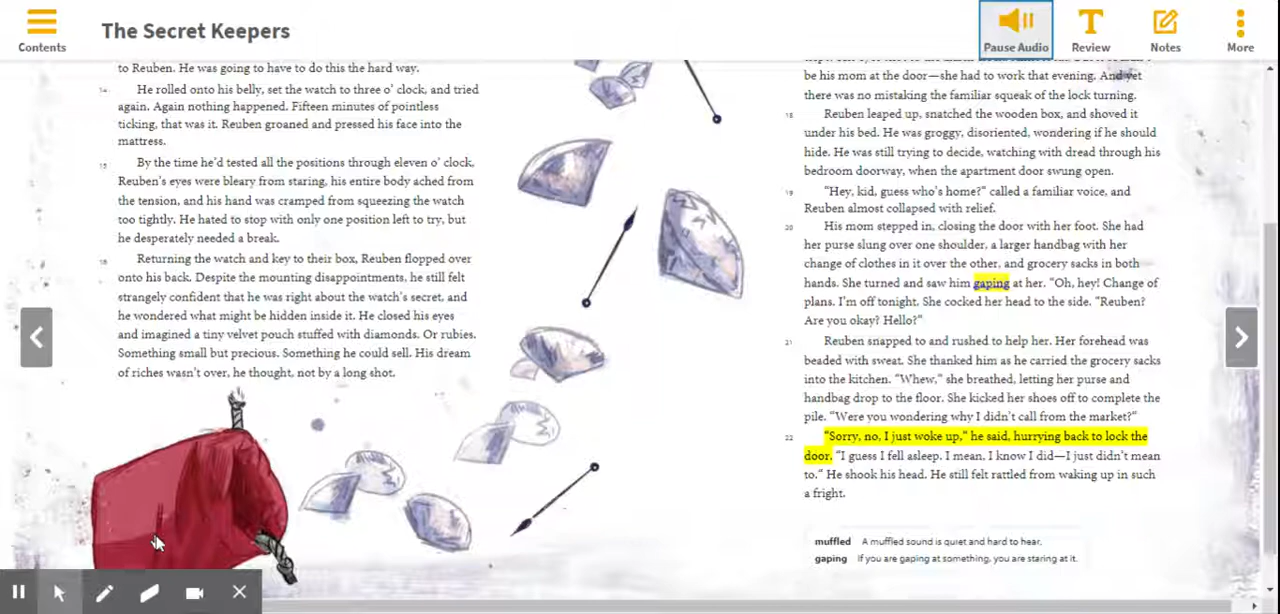 The Secret Keepers
Contents
Pause Audio
Review
Notes
More
to Reuben. He was going to have to do this the hard way.
14 He rolled onto his belly, set the watch to three o' clock, and tried
again. Again nothing happened. Fifteen minutes of pointless
ticking, that was it. Reuben groaned and pressed his face into the
mattress.
15 By the time he'd tested all the positions through eleven o' clock,
Reuben's eyes were bleary from staring, his entire body ached from
the tension, and his hand was cramped from squeezing the watch
too tightly. He hated to stop with only one position left to try, but
he desperately needed a break.
16 Returning the watch and key to their box, Reuben flopped over
onto his back. Despite the mounting disappointments, he still felt
strangely confident that he was right about the watch's secret, and
he wondered what might be hidden inside it. He closed his eyes
and imagined a tiny velvet pouch stuffed with diamonds. Or rubies.
Something small but precious. Something he could sell. His dream
of riches wasn't over, he thought, not by a long shot.
be his mom at the door—she had to work that evening. And yet
there was no mistaking the familiar squeak of the lock turning.
18 Reuben leaped up, snatched the wooden box, and shoved it
under his bed. He was groggy, disoriented, wondering if he should
hide. He was still trying to decide, watching with dread through his
bedroom doorway, when the apartment door swung open.
19 "Hey, kid, guess who's home?" called a familiar voice, and
Reuben almost collapsed with relief.
20 His mom stepped in, closing the door with her foot. She had
her purse slung over one shoulder, a larger handbag with her
change of clothes in it over the other, and grocery sacks in both
hands. She turned and saw him gaping at her. "Oh, hey! Change of
plans. I'm off tonight. She cocked her head to the side. "Reuben?
Are you okay? Hello?"
21 Reuben snapped to and rushed to help her. Her forehead was
beaded with sweat. She thanked him as he carried the grocery sacks
into the kitchen. "Whew," she breathed, letting her purse and
handbag drop to the floor. She kicked her shoes off to complete the
pile. "Were you wondering why I didn't call from the market?"
22 "Sorry, no, I just woke up," he said, hurrying back to lock the
door. "I guess I fell asleep. I mean, I know I did—I just didn't mean
to." He shook his head. He still felt rattled from waking up in such
a fright.
muffled A muffled sound is quiet and hard to hear.
gaping If you are gaping at something, you are staring at it.